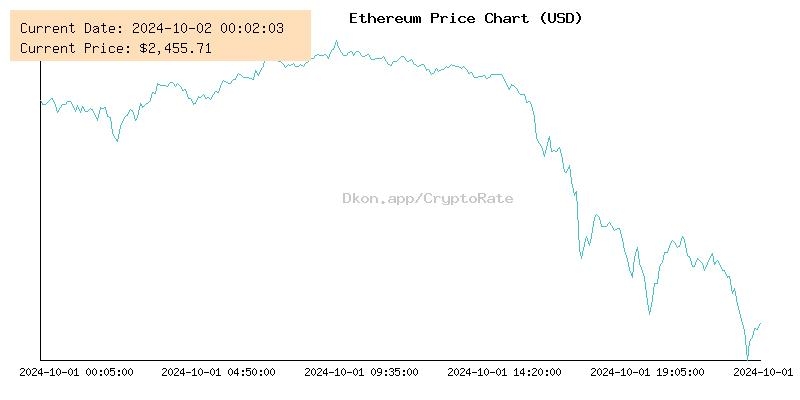 Ethereum Price Chart (USD)
Current Date: 2024-10-02 00:02:03
Current Price: $2,455.71
Dkon.app/CryptoRate
2024-10-01 00:05:00 2024-10-01 04:50:00 2024-10-01 09:35:00 2024-10-01 14:20:00 2024-10-01 19:05:00 2024-10-01